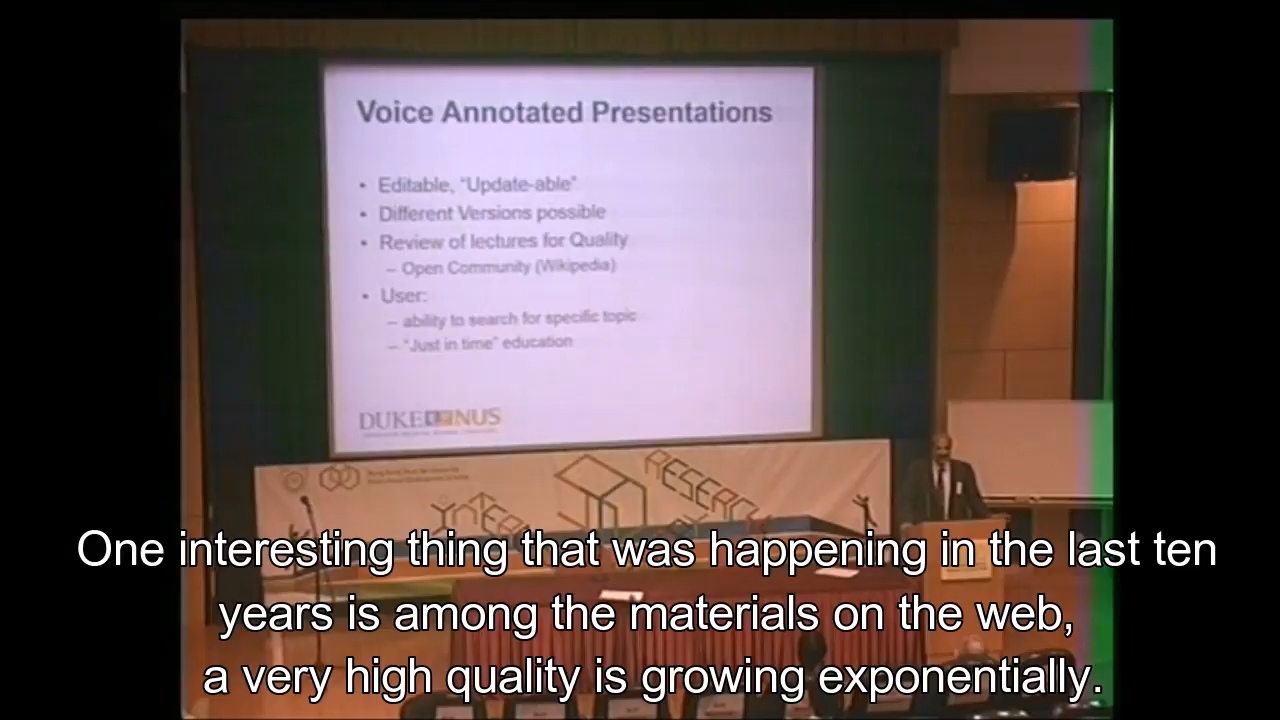 Voice Annotated Presentations
• Editable, "Update-able"
• Different Versions possible
• Review of lectures for Quality
– Open Community (Wikipedia)
• User:
– ability to search for specific topic
– "Just in time" education
DUKE NUS
RESEARCH
One interesting thing that was happening in the last ten
years is among the materials on the web,
a very high quality is growing exponentially.